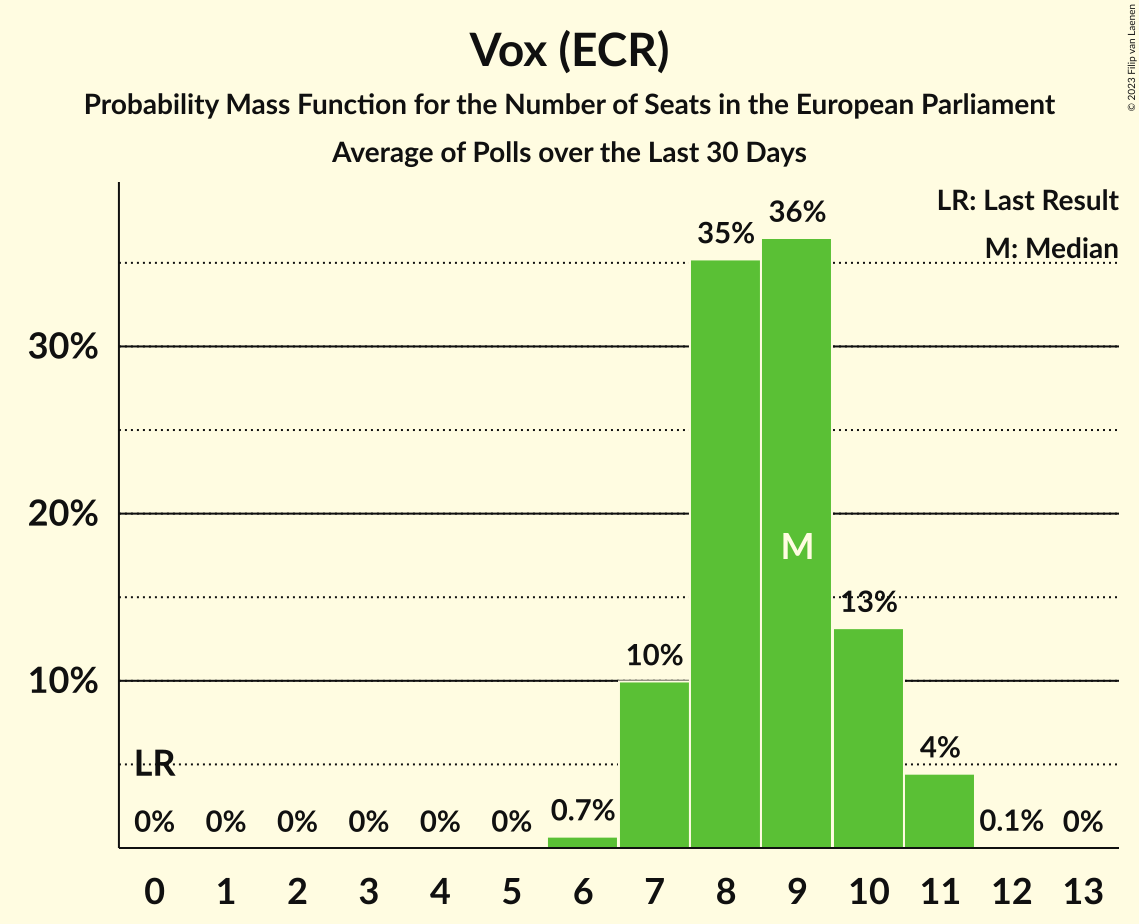 © 2023 Filip van Laenen
Vox (ECR)
Probability Mass Function for the Number of Seats in the European Parliament
Average of Polls over the Last 30 Days
LR: Last Result
M: Median
36%
35%
30%
20%
M
13%
10%
10%
4%
LR
0% 0% 0% 0% 0% 0% 0.7% 0.1% 0%
0 1 2 3 4 5 6 7 8 9 10 11 12 13